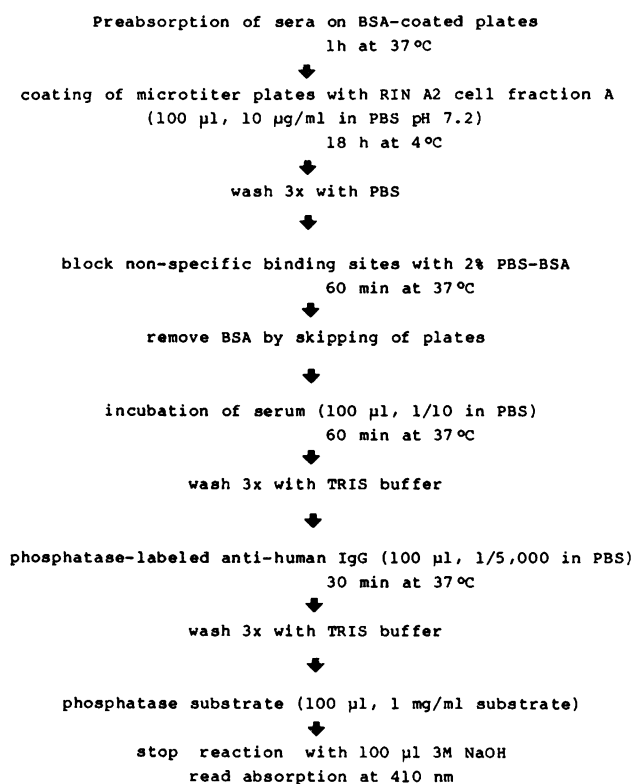 Preabsorption of sera on BSA-coated plates
1h at 37°C
coating of microtiter plates with RIN A2 cell fraction A
(100 µl, 10 µg/ml in PBS pH 7.2)
18 h at 4°C
wash 3x with PBS
block non-specific binding sites with 2% PBS-BSA
60 min at 37°C
remove BSA by skipping of plates
incubation of serum (100 µl, 1/10 in PBS)
60 min at 37°C
wash 3x with TRIS buffer
phosphatase-labeled anti-human IgG (100 µl, 1/5,000 in PBS)
30 min at 37°C
wash 3x with TRIS buffer
phosphatase substrate (100 µl, 1 mg/ml substrate)
stop reaction with 100 µl 3M NaOH
read absorption at 410 nm